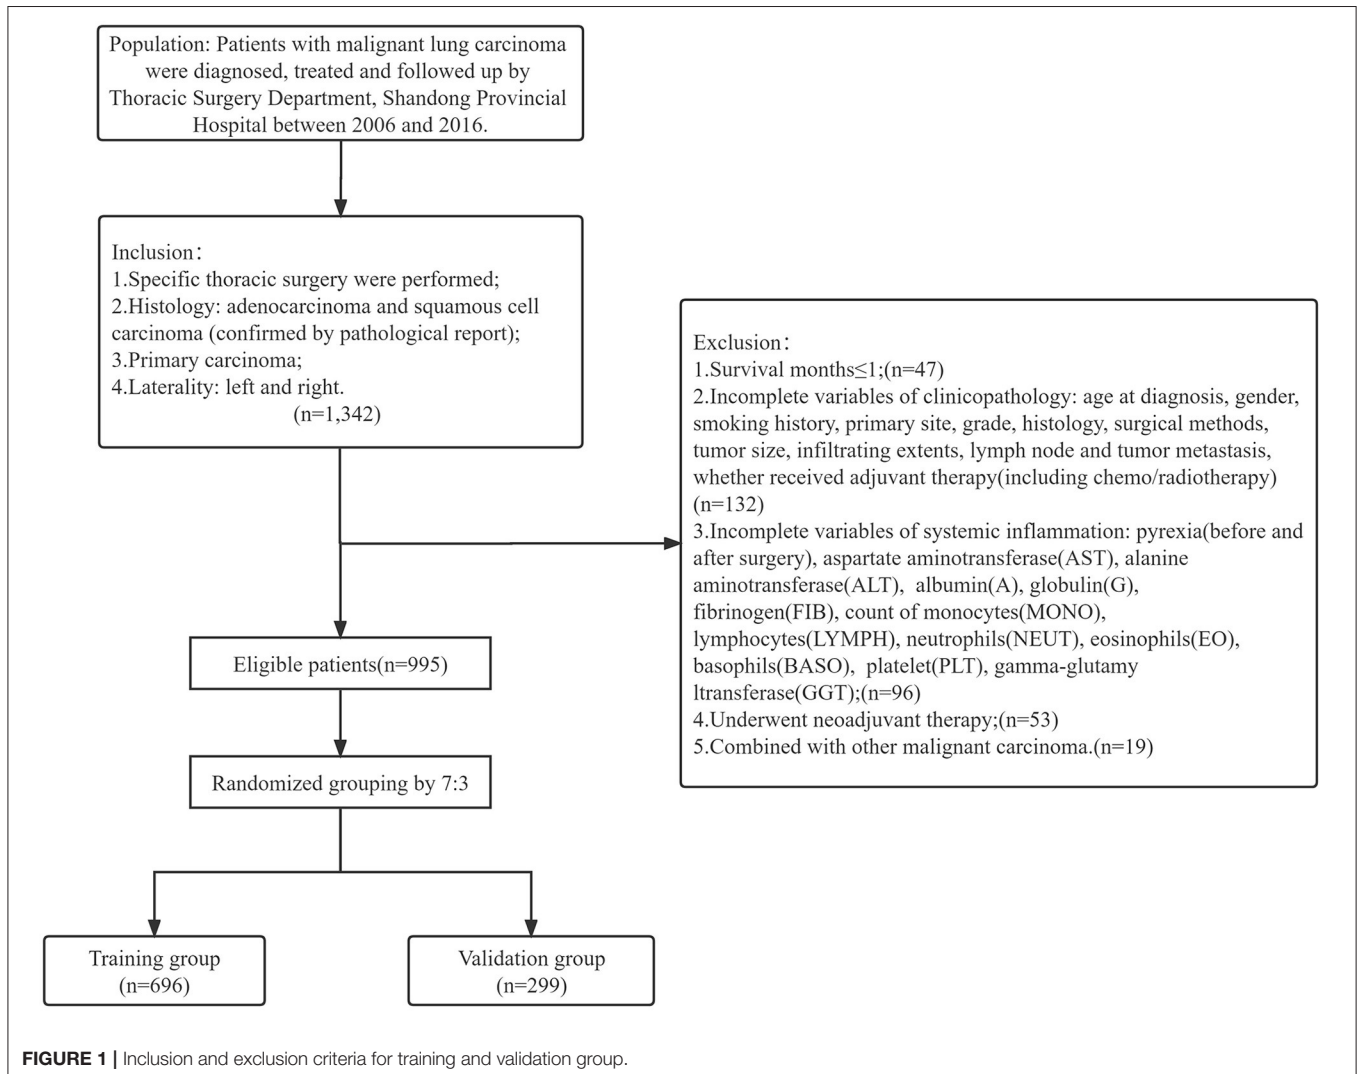 Population: Patients with malignant lung carcinoma
were diagnosed, treated and followed up by
Thoracic Surgery Department, Shandong Provincial
Hospital between 2006 and 2016.
Inclusion：
1.Specific thoracic surgery were performed;
2.Histology: adenocarcinoma and squamous cell
carcinoma (confirmed by pathological report);
3.Primary carcinoma;
4.Laterality: left and right.
(n=1,342)
Exclusion：
1.Survival months≤1;(n=47)
2.Incomplete variables of clinicopathology: age at diagnosis, gender,
smoking history, primary site, grade, histology, surgical methods,
tumor size, infiltrating extents, lymph node and tumor metastasis,
whether received adjuvant therapy(including chemo/radiotherapy)
(n=132)
3.Incomplete variables of systemic inflammation: pyrexia(before and
after surgery), aspartate aminotransferase(AST), alanine
aminotransferase(ALT), albumin(A), globulin(G),
fibrinogen(FIB), count of monocytes(MONO),
lymphocytes(LYMPH), neutrophils(NEUT), eosinophils(EO),
basophils(BASO), platelet(PLT), gamma-glutamy
ltransferase(GGT);(n=96)
4.Underwent neoadjuvant therapy;(n=53)
5.Combined with other malignant carcinoma.(n=19)
Eligible patients(n=995)
Randomized grouping by 7:3
Training group
(n=696)
Validation group
(n=299)
FIGURE 1 | Inclusion and exclusion criteria for training and validation group.